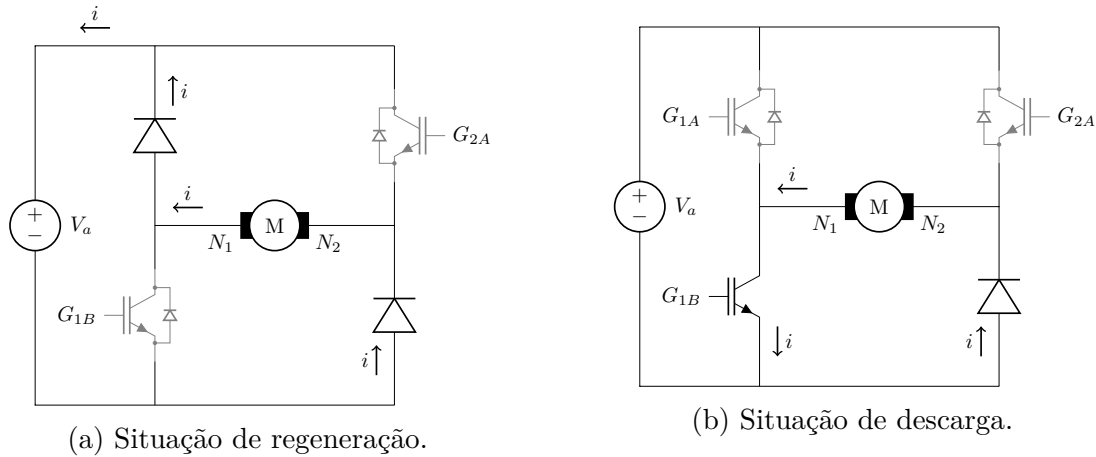 i
i
G2A
i
+
−
Va
M
N1
N2
G1B
i
(a) Situação de regeneração.
G1A
G2A
i
+
−
Va
M
N1
N2
G1B
i
i
(b) Situação de descarga.